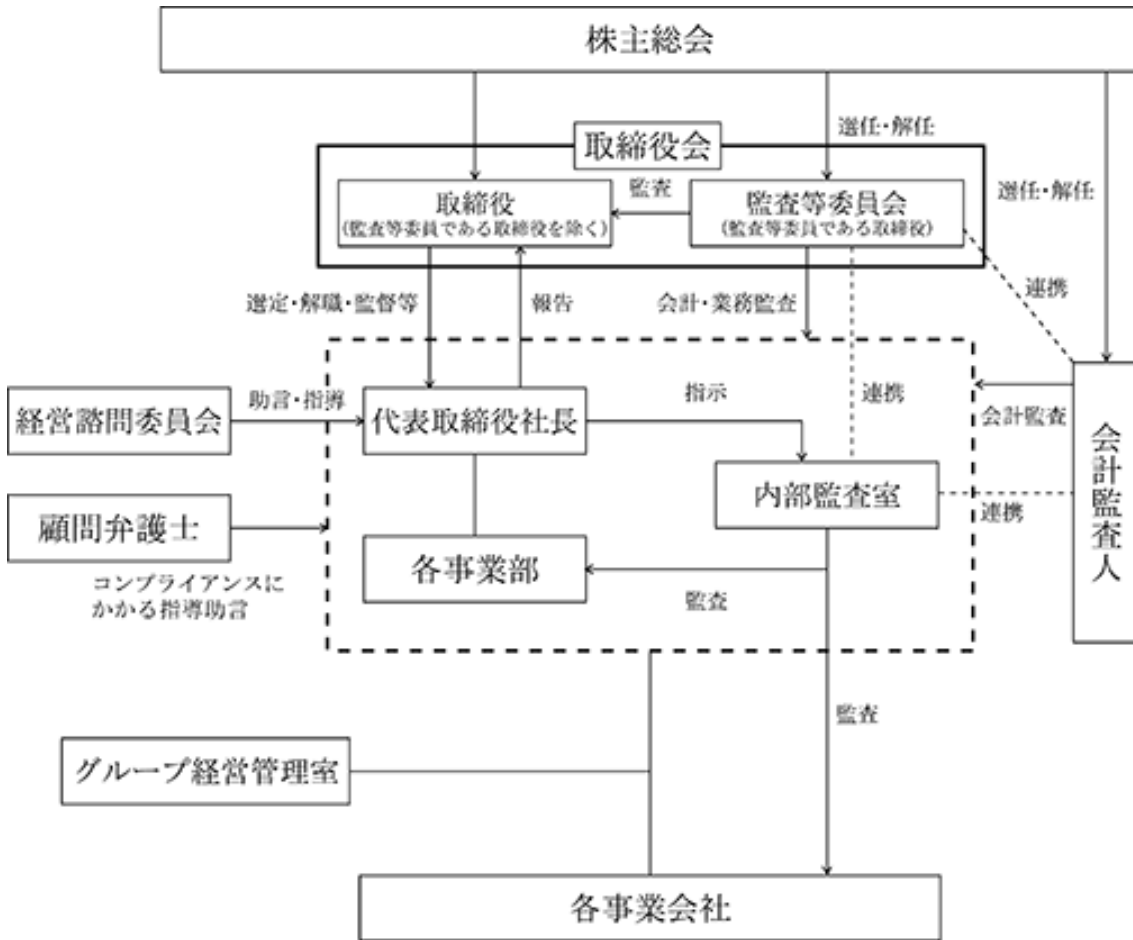 株主総会
選任・解任
取締役会
選任・解任
取締役
(監査等委員である取締役を除く)
監査
監査等委員会
(監査等委員である取締役)
連携
選定・解職・監督等
報告
会計・業務監査
経営諮問委員会
助言・指導
代表取締役社長
指示
連携
会計監査
会計監査人
顧問弁護士
コンプライアンスに
かかる指導助言
内部監査室
連携
各事業部
監査
監査
グループ経営管理室
各事業会社